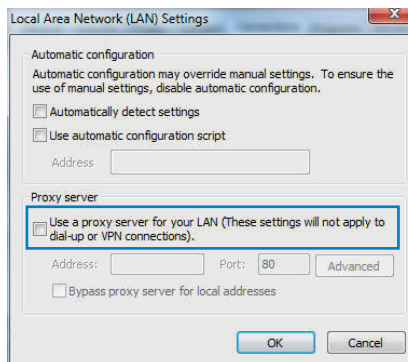 Local Area Network (LAN) Settings
Automatic configuration
Automatic configuration may override manual settings. To ensure the
use of manual settings, disable automatic configuration.
Automatically detect settings
Use automatic configuration script
Address
Proxy server
Use a proxy server for your LAN (These settings will not apply to
dial-up or VPN connections).
Address: Port: 80 Advanced
Bypass proxy server for local addresses
OK Cancel